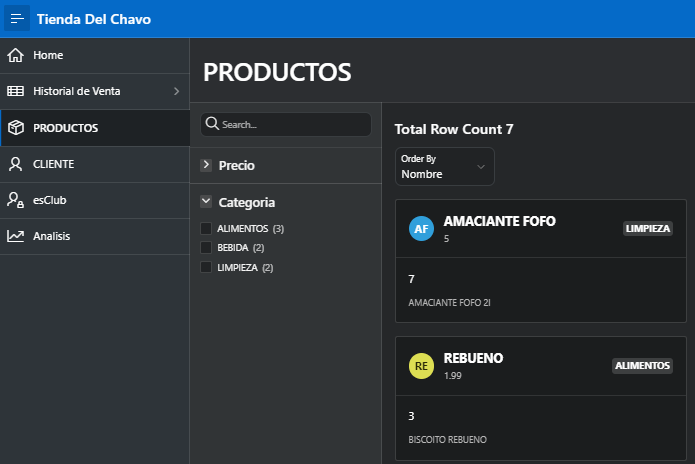 Tienda Del Chavo
Home
Historial de Venta
PRODUCTOS
CLIENTE
esClub
Analisis
PRODUCTOS
Search...
Precio
Categoria
ALIMENTOS (3)
BEBIDA (2)
LIMPIEZA (2)
Total Row Count 7
Order By
Nombre
AF
AMACIANTE FOFO
5
LIMPIEZA
7
AMACIANTE FOFO 2l
RE
REBUENO
1.99
ALIMENTOS
3
BISCOITO REBUENO